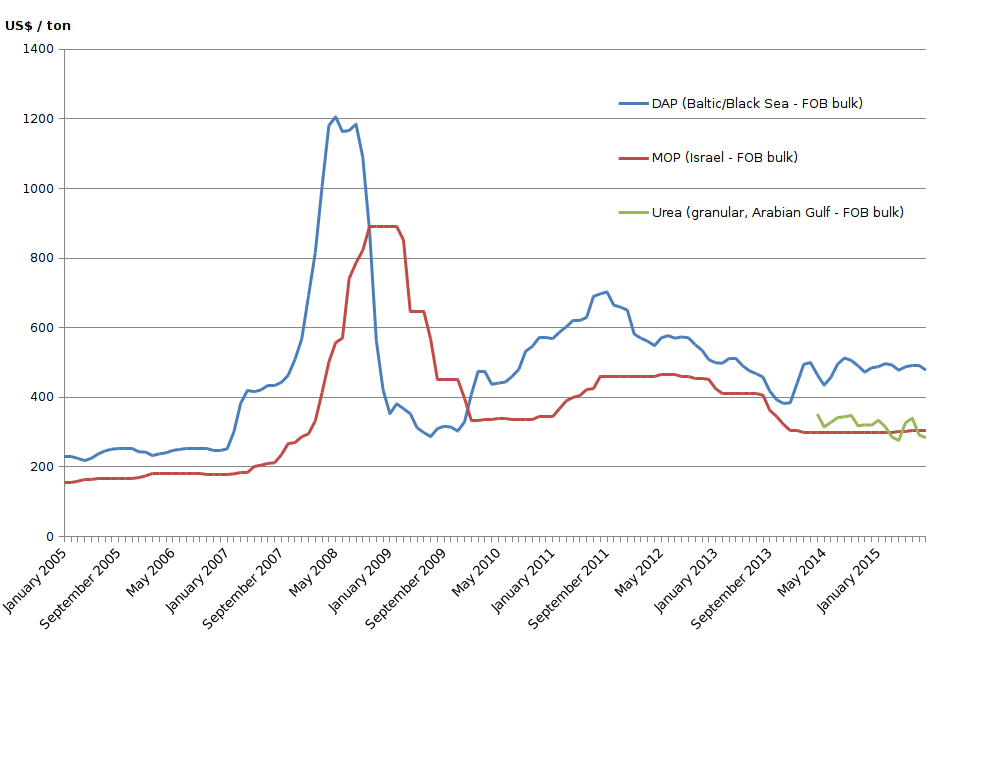 US$ / ton
1400
1200
1000
800
600
400
200
0
DAP (Baltic/Black Sea - FOB bulk)
MOP (Israel - FOB bulk)
Urea (granular, Arabian Gulf - FOB bulk)
January 2005
September 2005
May 2006
January 2007
September 2007
May 2008
January 2009
September 2009
May 2010
January 2011
September 2011
May 2012
January 2013
September 2013
May 2014
January 2015